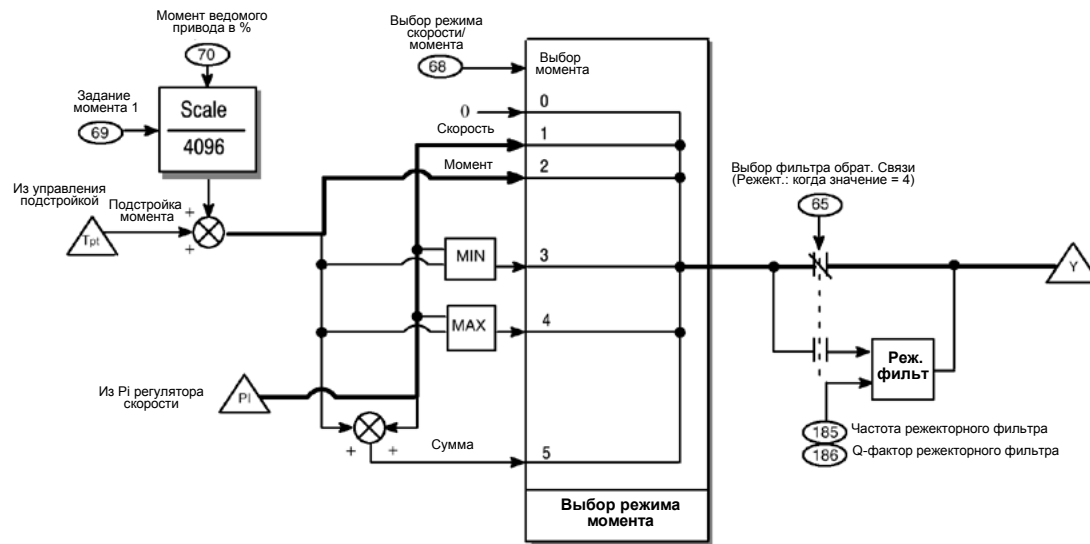 Момент ведомого
привода в %
70
Задание
момента 1
69
Scale
4096
Из управления
подстройкой
Подстройка
момента
Tpt
+
+
Выбор режима
скорости/
момента
68
Выбор
момента
0
0
Скорость
1
Момент
2
MIN
3
MAX
4
Из Pi регулятора
скорости
PI
+
+
Сумма
5
Выбор режима
момента
Выбор фильтра обрат. Связи
(Режект.: когда значение = 4)
65
Y
Реж.
фильт
185
Частота режекторного фильтра
186
Q-фактор режекторного фильтра